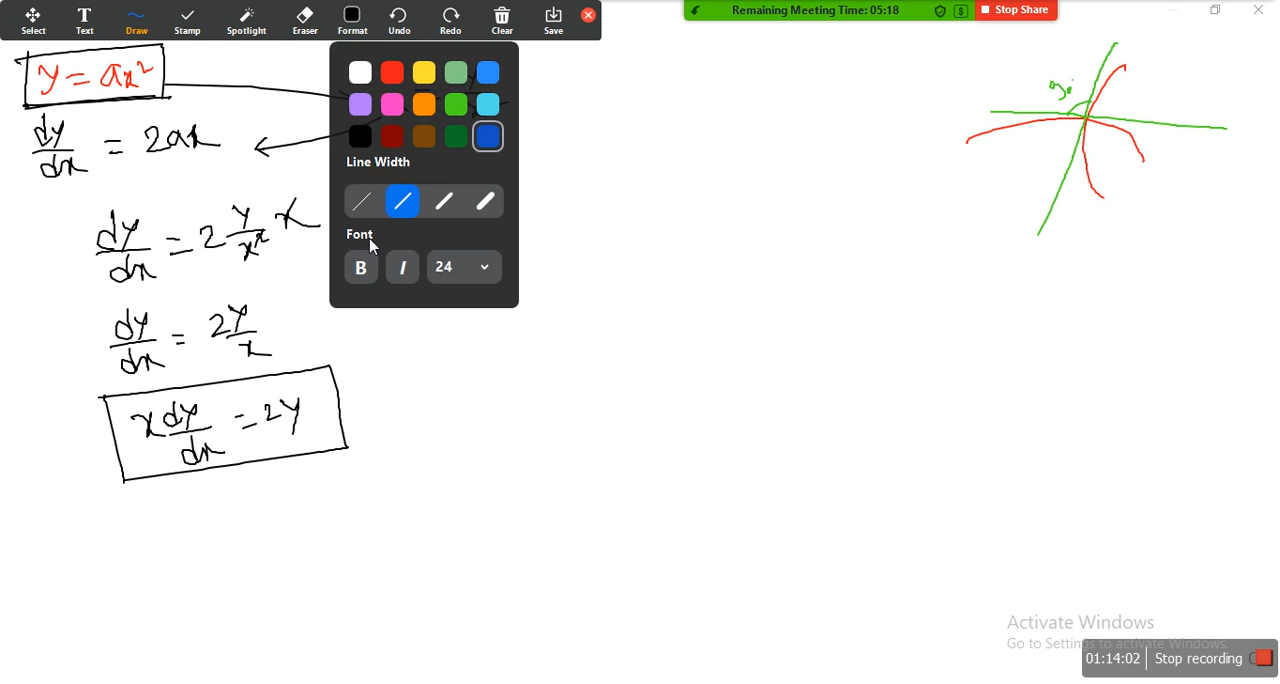 Select Text Draw Stamp Spotlight Eraser Format Undo Redo Clear Save
Remaining Meeting Time: 05:18
Stop Share
y = ax²
dy/dx = 2ax
dy/dx = 2 y/x² x
dy/dx = 2y/x
x dy/dx = 2y
Line Width
Font
B I 24
Activate Windows
Go to Settings to activate Windows.
01:14:02 Stop recording